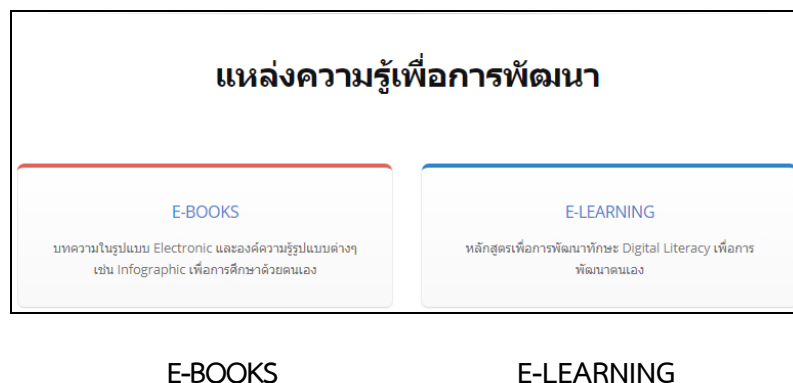 แหล่งความรู้เพื่อการพัฒนา
E-BOOKS
บทความในรูปแบบ Electronic และองค์ความรู้รูปแบบต่างๆ
เช่น Infographic เพื่อการศึกษาด้วยตนเอง
E-LEARNING
หลักสูตรเพื่อการพัฒนาทักษะ Digital Literacy เพื่อการ
พัฒนาตนเอง
E-BOOKS
E-LEARNING